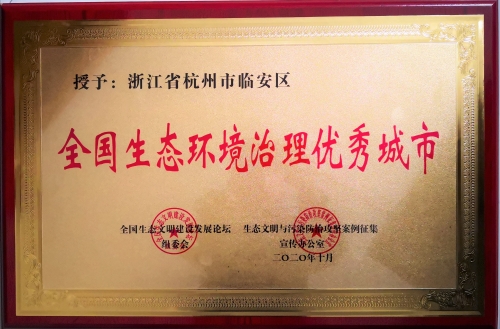 授予：浙江省杭州市临安区
全国生态环境治理优秀城市
全国生态文明建设发展论坛
组委会
生态文明与污染防治攻坚案例征集
宣传办公室
二〇二〇年十月